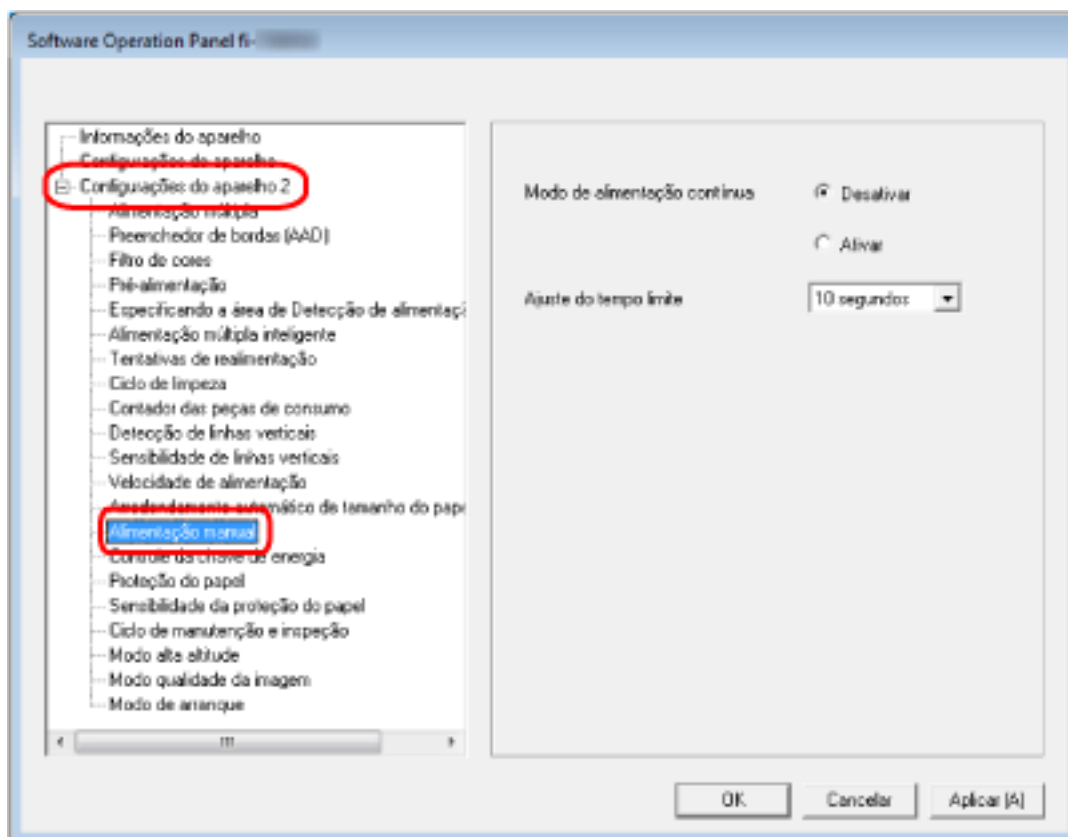 Software Operation Panel fi-
Informações do aparelho
Configurações do aparelho
Configurações do aparelho 2
Alimentação múltipla
Preenchedor de bordas (AAD)
Filtro de cores
Pré-alimentação
Especificando a área de Detecção de alimentaçã
Alimentação múltipla inteligente
Tentativas de realimentação
Ciclo de limpeza
Contador das peças de consumo
Detecção de linhas verticais
Sensibilidade de linhas verticais
Velocidade de alimentação
Arredondamento automático de tamanho do pape
Alimentação manual
Controle da chave de energia
Proteção do papel
Sensibilidade da proteção do papel
Ciclo de manutenção e inspeção
Modo alta altitude
Modo qualidade da imagem
Modo de arranque
Modo de alimentação contínua
Desativar
Ativar
Ajuste do tempo limite
10 segundos
OK
Cancelar
Aplicar (A)